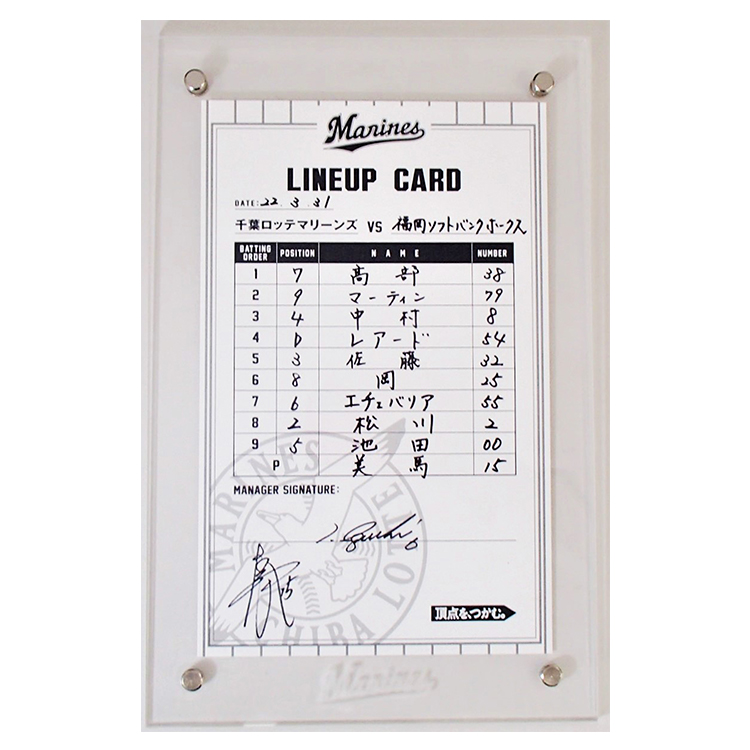 Marines
LINEUP CARD
DATE: 22. 3. 31
千葉ロッテマリーンズ VS 福岡ソフトバンクホークス
BATTING ORDER POSITION NAME NUMBER
1 7 高部 38
2 9 マーティン 79
3 4 中村 8
4 D レアード 54
5 3 佐藤 32
6 8 岡 25
7 6 エチェバリア 55
8 2 松川 2
9 5 池田 00
P 美馬 15
MANAGER SIGNATURE:
MARINES
CHIBA LOTTE
頂点を、つかむ。
Marines